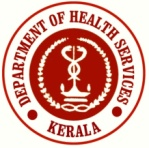 DEPARTMENT OF HEALTH SERVICES
KERALA